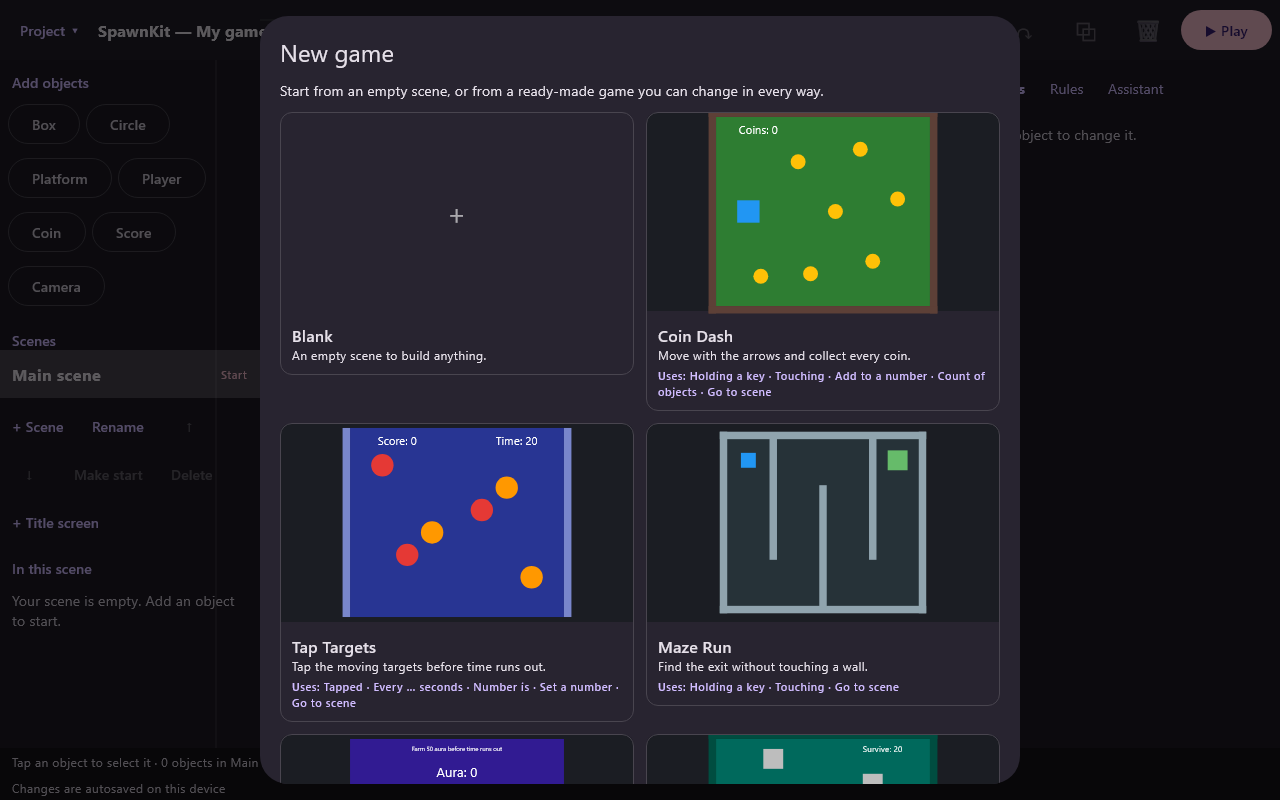 Project ▾
SpawnKit — My game
▶ Play
Add objects
Box
Circle
Platform
Player
Coin
Score
Camera
Scenes
Main scene
Start
+ Scene
Rename
↑
↓
Make start
Delete
+ Title screen
In this scene
Your scene is empty. Add an object
to start.
Tap an object to select it · 0 objects in Main
Changes are autosaved on this device
New game
Start from an empty scene, or from a ready-made game you can change in every way.
+
Blank
An empty scene to build anything.
Coins: 0
Coin Dash
Move with the arrows and collect every coin.
Uses: Holding a key · Touching · Add to a number · Count of
objects · Go to scene
Score: 0
Time: 20
Tap Targets
Tap the moving targets before time runs out.
Uses: Tapped · Every ... seconds · Number is · Set a number ·
Go to scene
Maze Run
Find the exit without touching a wall.
Uses: Holding a key · Touching · Go to scene
Farm 50 aura before time runs out
Aura: 0
Survive: 20
Rules
Assistant
to change it.